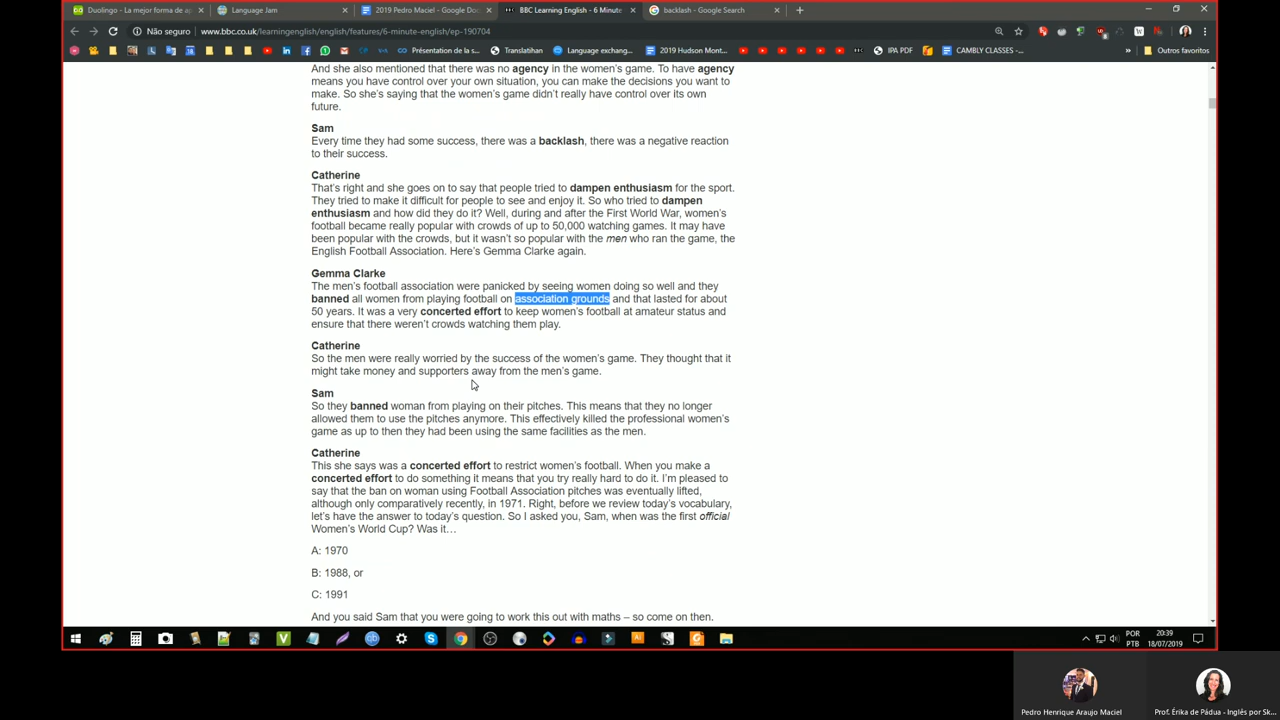 Duolingo - La mejor forma de ap
Language Jam
2019 Pedro Maciel - Google Doc
BBC Learning English - 6 Minute
backlash - Google Search
Não seguro
www.bbc.co.uk/learningenglish/english/features/6-minute-english/ep-190704
Présentation de la s...
Translatihan
Language exchang...
2019 Hudson Mont...
IPA PDF
CAMBLY CLASSES -...
Outros favoritos
And she also mentioned that there was no agency in the women's game. To have agency
means you have control over your own situation, you can make the decisions you want to
make. So she's saying that the women's game didn't really have control over its own
future.
Sam
Every time they had some success, there was a backlash, there was a negative reaction
to their success.
Catherine
That's right and she goes on to say that people tried to dampen enthusiasm for the sport.
They tried to make it difficult for people to see and enjoy it. So who tried to dampen
enthusiasm and how did they do it? Well, during and after the First World War, women's
football became really popular with crowds of up to 50,000 watching games. It may have
been popular with the crowds, but it wasn't so popular with the men who ran the game, the
English Football Association. Here's Gemma Clarke again.
Gemma Clarke
The men's football association were panicked by seeing women doing so well and they
banned all women from playing football on association grounds and that lasted for about
50 years. It was a very concerted effort to keep women's football at amateur status and
ensure that there weren't crowds watching them play.
Catherine
So the men were really worried by the success of the women's game. They thought that it
might take money and supporters away from the men's game.
Sam
So they banned woman from playing on their pitches. This means that they no longer
allowed them to use the pitches anymore. This effectively killed the professional women's
game as up to then they had been using the same facilities as the men.
Catherine
This she says was a concerted effort to restrict women's football. When you make a
concerted effort to do something it means that you try really hard to do it. I'm pleased to
say that the ban on woman using Football Association pitches was eventually lifted,
although only comparatively recently, in 1971. Right, before we review today's vocabulary,
let's have the answer to today's question. So I asked you, Sam, when was the first official
Women's World Cup? Was it…
A: 1970
B: 1988, or
C: 1991
And you said Sam that you were going to work this out with maths – so come on then.
POR
PTB
20:39
18/07/2019
Pedro Henrique Araujo Maciel
Prof. Érika de Pádua - Inglês por Sk...